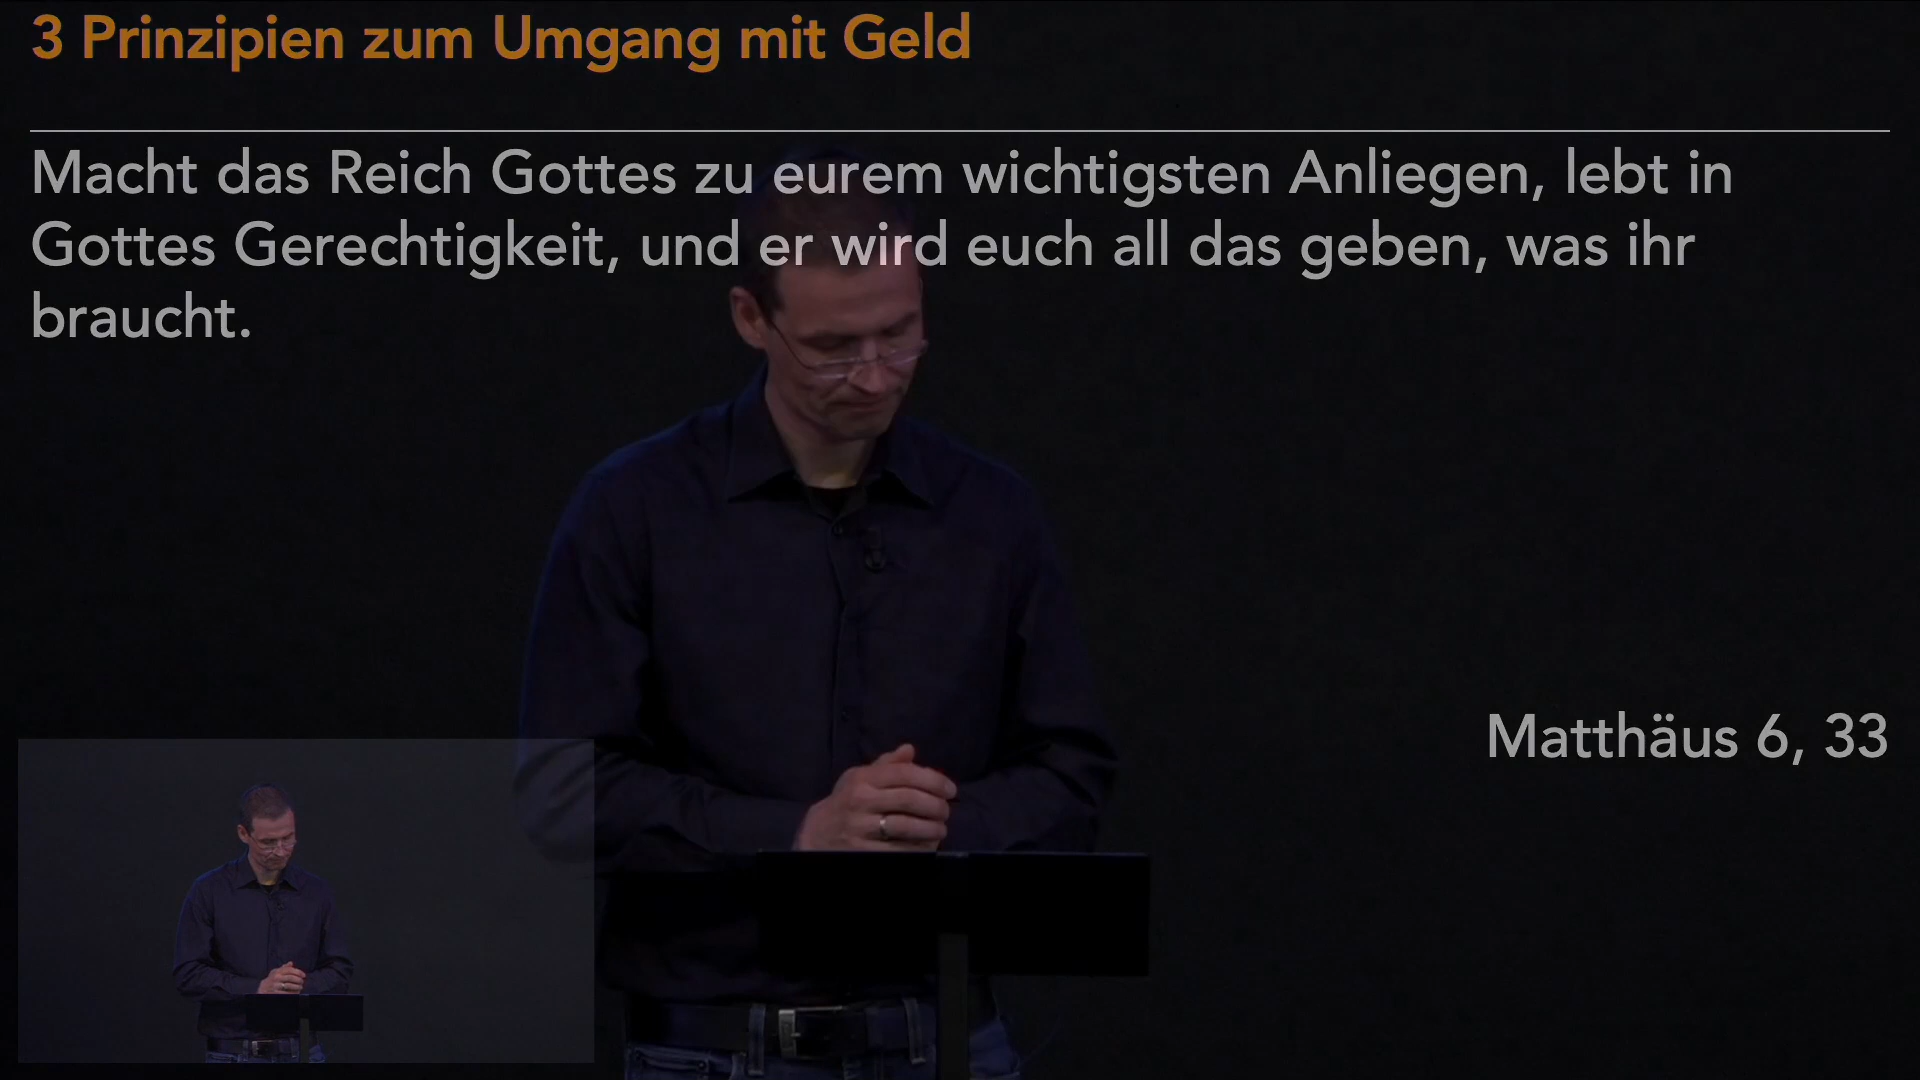 3 Prinzipien zum Umgang mit Geld
Macht das Reich Gottes zu eurem wichtigsten Anliegen, lebt in
Gottes Gerechtigkeit, und er wird euch all das geben, was ihr
braucht.
Matthäus 6, 33